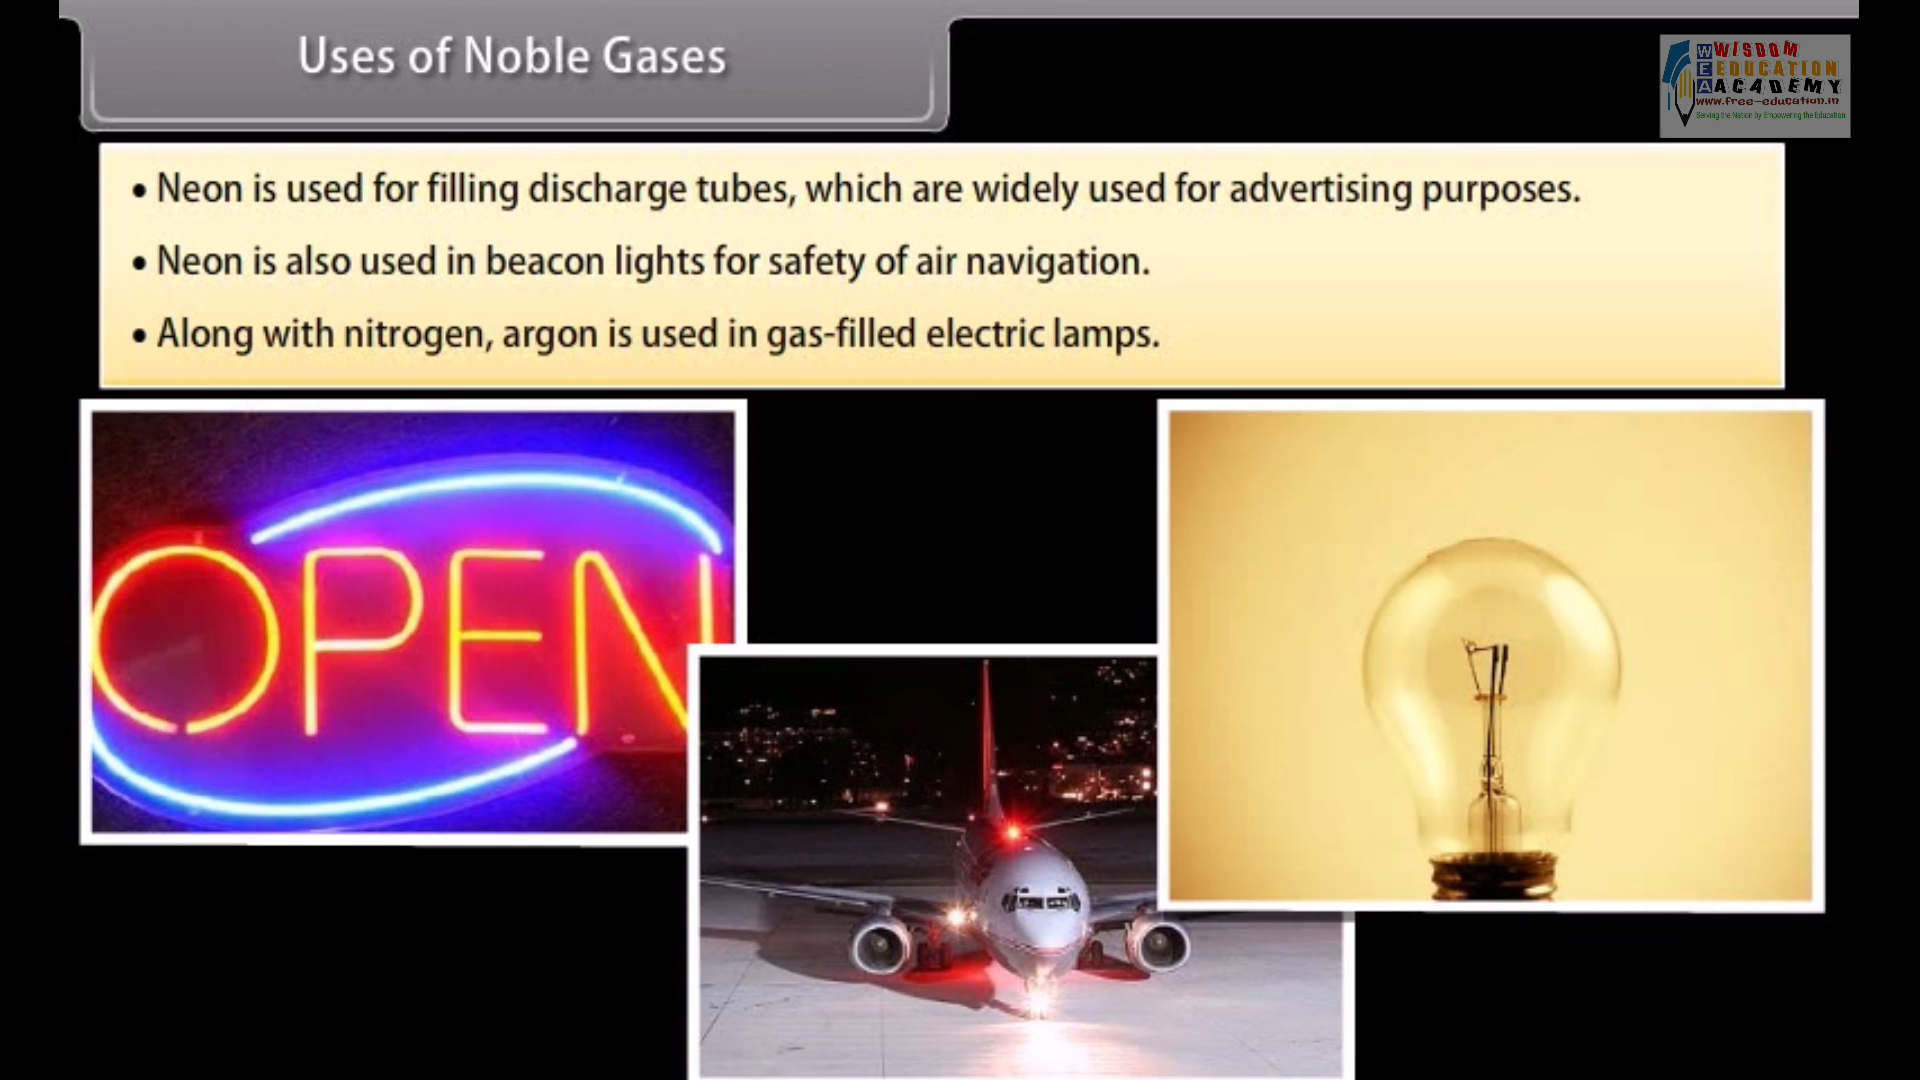 Uses of Noble Gases
WISDOM
EDUCATION
ACADEMY
www.free-education.in
Serving the Nation by Empowering the Education
• Neon is used for filling discharge tubes, which are widely used for advertising purposes.
• Neon is also used in beacon lights for safety of air navigation.
• Along with nitrogen, argon is used in gas-filled electric lamps.
OPEN